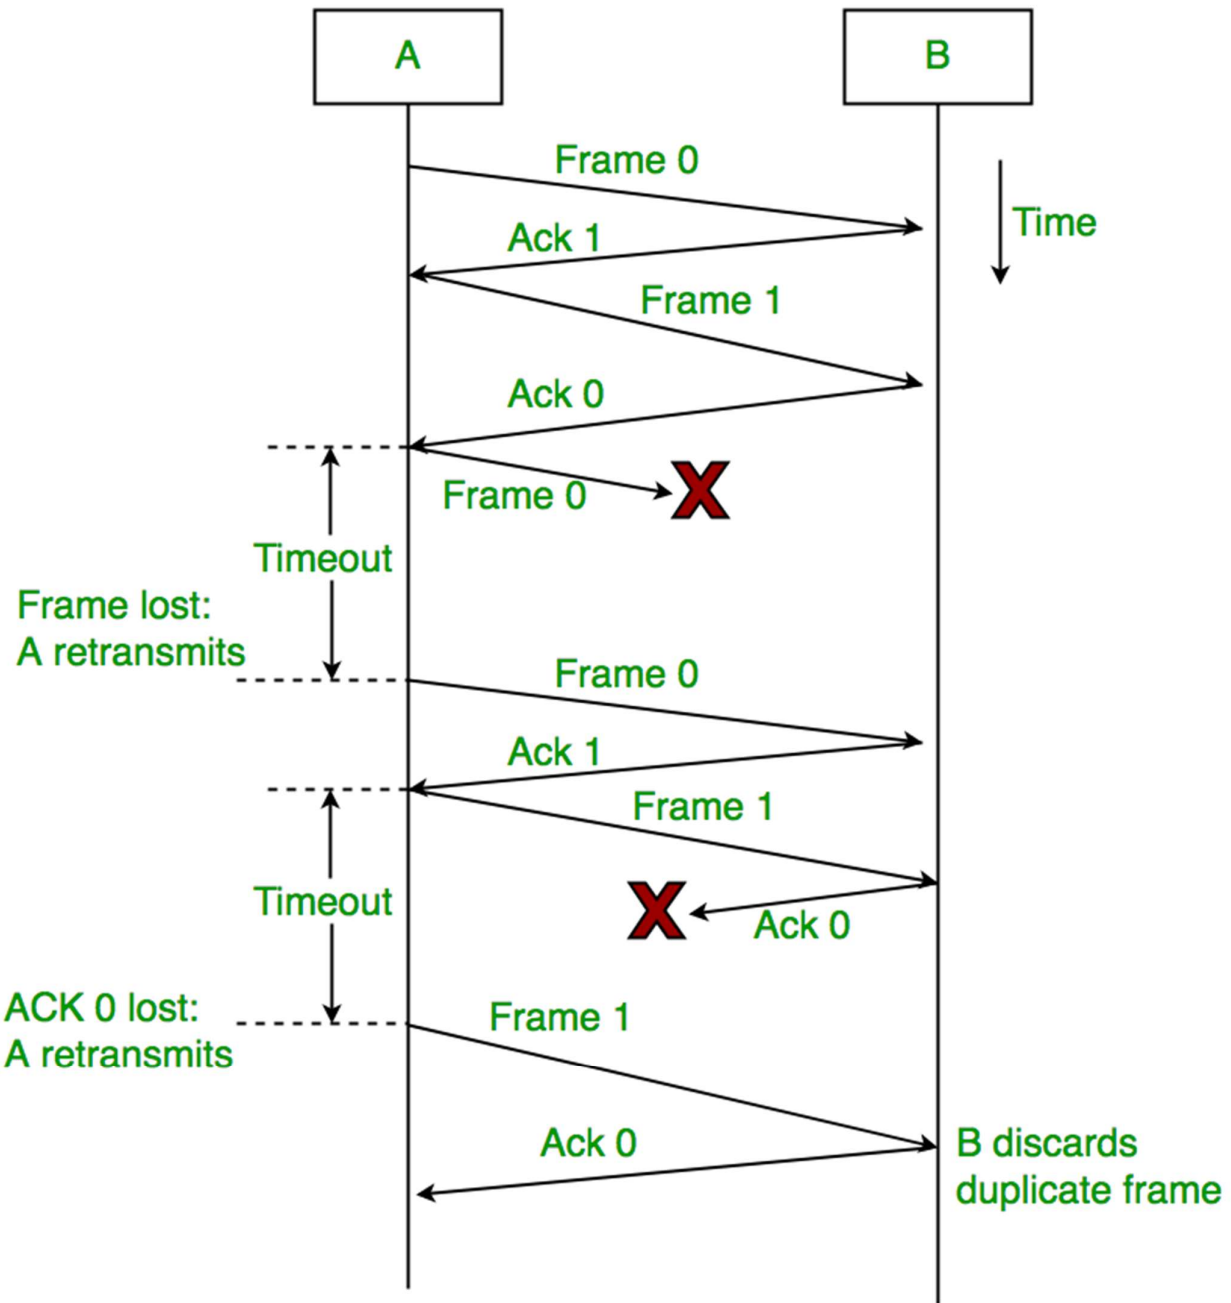 A
B
Frame 0
Time
Ack 1
Frame 1
Ack 0
X
Frame 0
Timeout
Frame lost:
A retransmits
Frame 0
Ack 1
Frame 1
Timeout
X
Ack 0
ACK 0 lost:
A retransmits
Frame 1
Ack 0
B discards
duplicate frame